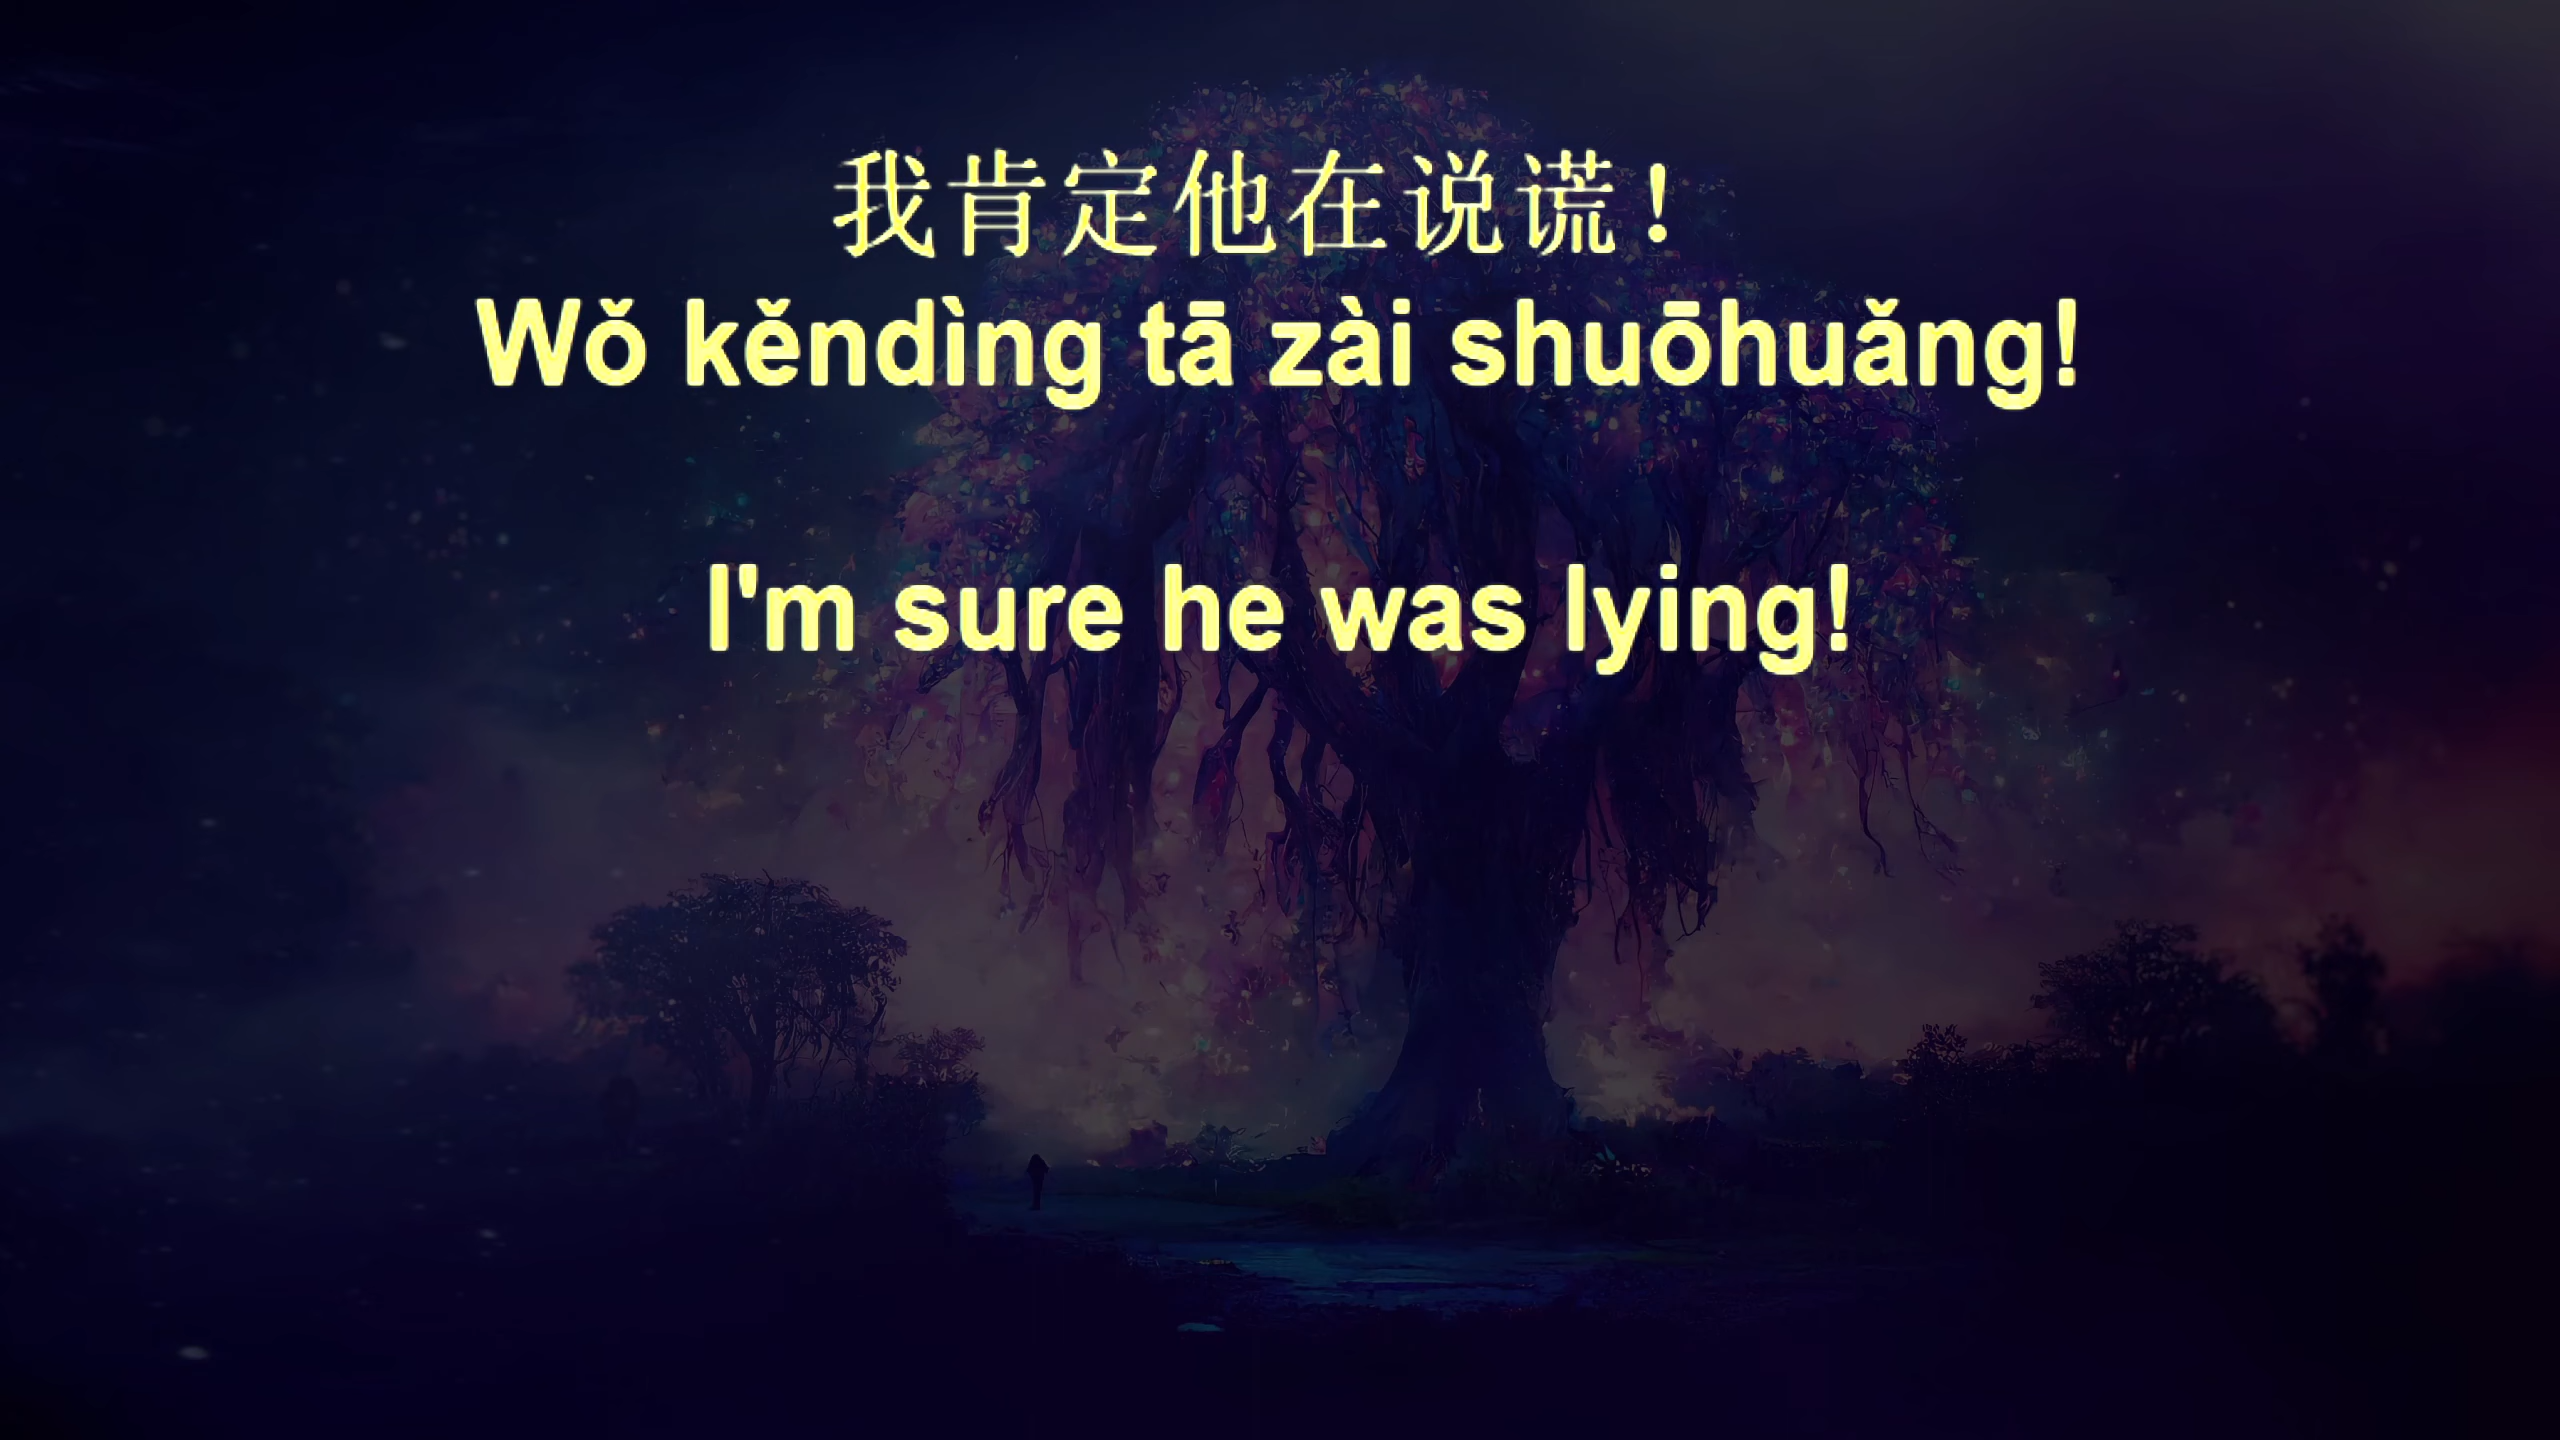 我肯定他在说谎！
Wǒ kěndìng tā zài shuōhuǎng!
I'm sure he was lying!